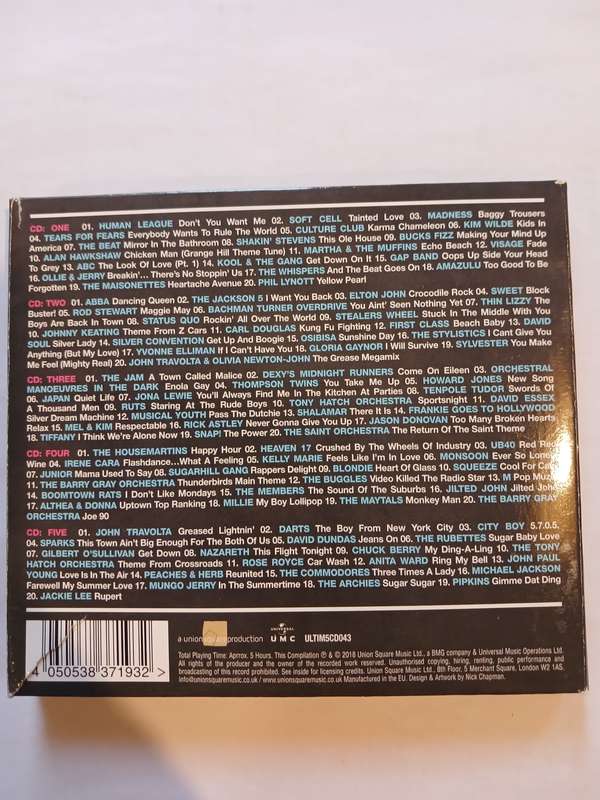 CD: ONE 01. HUMAN LEAGUE Don't You Want Me 02. SOFT CELL Tainted Love 03. MADNESS Baggy Trousers
04. TEARS FOR FEARS Everybody Wants To Rule The World 05. CULTURE CLUB Karma Chameleon 06. KIM WILDE Kids In
America 07. THE BEAT Mirror In The Bathroom 08. SHAKIN' STEVENS This Ole House 09. BUCKS FIZZ Making Your Mind Up
10. ALAN HAWKSHAW Chicken Man (Grange Hill Theme Tune) 11. MARTHA & THE MUFFINS Echo Beach 12. VISAGE Fade
To Grey 13. ABC The Look Of Love (Pt. 1) 14. KOOL & THE GANG Get Down On It 15. GAP BAND Oops Up Side Your Head
16. OLLIE & JERRY Breakin'... There's No Stoppin' Us 17. THE WHISPERS And The Beat Goes On 18. AMAZULU Too Good To Be
Forgotten 19. THE MAISONETTES Heartache Avenue 20. PHIL LYNOTT Yellow Pearl
CD: TWO 01. ABBA Dancing Queen 02. THE JACKSON 5 I Want You Back 03. ELTON JOHN Crocodile Rock 04. SWEET Block
Buster! 05. ROD STEWART Maggie May 06. BACHMAN TURNER OVERDRIVE You Ain't Seen Nothing Yet 07. THIN LIZZY The
Boys Are Back In Town 08. STATUS QUO Rockin' All Over The World 09. STEALERS WHEEL Stuck In The Middle With You
10. JOHNNY KEATING Theme From Z Cars 11. CARL DOUGLAS Kung Fu Fighting 12. FIRST CLASS Beach Baby 13. DAVID
SOUL Silver Lady 14. SILVER CONVENTION Get Up And Boogie 15. OSIBISA Sunshine Day 16. THE STYLISTICS I Cant Give You
Anything (But My Love) 17. YVONNE ELLIMAN If I Can't Have You 18. GLORIA GAYNOR I Will Survive 19. SYLVESTER You Make
Me Feel (Mighty Real) 20. JOHN TRAVOLTA & OLIVIA NEWTON-JOHN The Grease Megamix
CD: THREE 01. THE JAM A Town Called Malice 02. DEXY'S MIDNIGHT RUNNERS Come On Eileen 03. ORCHESTRAL
MANOEUVRES IN THE DARK Enola Gay 04. THOMPSON TWINS You Take Me Up 05. HOWARD JONES New Song
06. JAPAN Quiet Life 07. JONA LEWIE You'll Always Find Me In The Kitchen At Parties 08. TENPOLE TUDOR Swords Of
A Thousand Men 09. RUTS Staring At The Rude Boys 10. TONY HATCH ORCHESTRA Sportsnight 11. DAVID ESSEX
Silver Dream Machine 12. MUSICAL YOUTH Pass The Dutchie 13. SHALAMAR There It Is 14. FRANKIE GOES TO HOLLYWOOD
Relax 15. MEL & KIM Respectable 16. RICK ASTLEY Never Gonna Give You Up 17. JASON DONOVAN Too Many Broken Hearts
18. TIFFANY I Think We're Alone Now 19. SNAP! The Power 20. THE SAINT ORCHESTRA The Return Of The Saint Theme
CD: FOUR 01. THE HOUSEMARTINS Happy Hour 02. HEAVEN 17 Crushed By The Wheels Of Industry 03. UB40 Red Red
Wine 04. IRENE CARA Flashdance...What A Feeling 05. KELLY MARIE Feels Like I'm In Love 06. MONSOON Ever So Lonely
07. JUNIOR Mama Used To Say 08. SUGARHILL GANG Rappers Delight 09. BLONDIE Heart Of Glass 10. SQUEEZE Cool For Cats
11. THE BARRY GRAY ORCHESTRA Thunderbirds Main Theme 12. THE BUGGLES Video Killed The Radio Star 13. M Pop Muzik
14. BOOMTOWN RATS I Don't Like Mondays 15. THE MEMBERS The Sound Of The Suburbs 16. JILTED JOHN Jilted John
17. ALTHEA & DONNA Uptown Top Ranking 18. MILLIE My Boy Lollipop 19. THE MAYTALS Monkey Man 20. THE BARRY GRAY
ORCHESTRA Joe 90
CD: FIVE 01. JOHN TRAVOLTA Greased Lightnin' 02. DARTS The Boy From New York City 03. CITY BOY 5.7.0.5.
04. SPARKS This Town Ain't Big Enough For The Both Of Us 05. DAVID DUNDAS Jeans On 06. THE RUBETTES Sugar Baby Love
07. GILBERT O'SULLIVAN Get Down 08. NAZARETH This Flight Tonight 09. CHUCK BERRY My Ding-A-Ling 10. THE TONY
HATCH ORCHESTRA Theme From Crossroads 11. ROSE ROYCE Car Wash 12. ANITA WARD Ring My Bell 13. JOHN PAUL
YOUNG Love Is In The Air 14. PEACHES & HERB Reunited 15. THE COMMODORES Three Times A Lady 16. MICHAEL JACKSON
Farewell My Summer Love 17. MUNGO JERRY In The Summertime 18. THE ARCHIES Sugar Sugar 19. PIPKINS Gimme Dat Ding
20. JACKIE LEE Rupert
4 050538 371932 >
a unionsquare production UNIVERSAL UMC ULTIM5CD043
Total Playing Time: Aprrox. 5 Hours. This Compilation ℗ & © 2018 Union Square Music Ltd., a BMG company & Universal Music Operations Ltd.
All rights of the producer and the owner of the recorded work reserved. Unauthorised copying, hiring, renting, public performance and
broadcasting of this record prohibited. See inside for licensing credits. Union Square Music Ltd., 8th Floor, 5 Merchant Square, London W2 1AS.
info@unionsquaremusic.co.uk / www.unionsquaremusic.co.uk Manufactured in the EU. Design & Artwork by Nick Chapman.